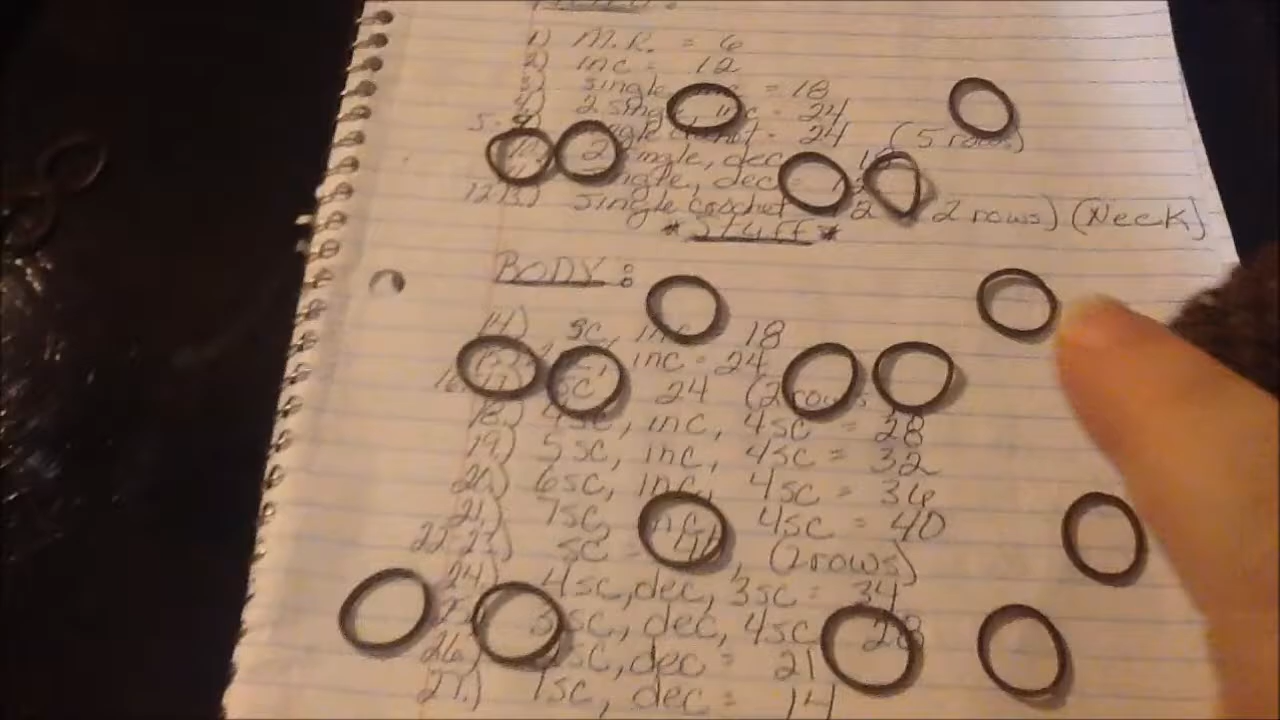 1) M.R. = 6
2) inc = 12
3) single = 18
2 single, inc = 24
crochet = 24 (5 rows)
single, dec
single, dec
12-13.) single crochet 2 rows) (Neck)
*Stuff*
BODY:
14) sc, inc 18
inc = 24
sc 24 (2 rows
18.) 4sc, inc, 4sc = 28
19.) 5sc, inc, 4sc = 32
20.) 6sc, inc, 4sc = 36
21.) 7sc, inc, 4sc = 40
22-23.) sc = (2 rows)
24.) 4sc, dec, 3sc = 34
sc, dec, 4sc 28
26.) sc, dec = 21
27.) 1sc, dec = 14